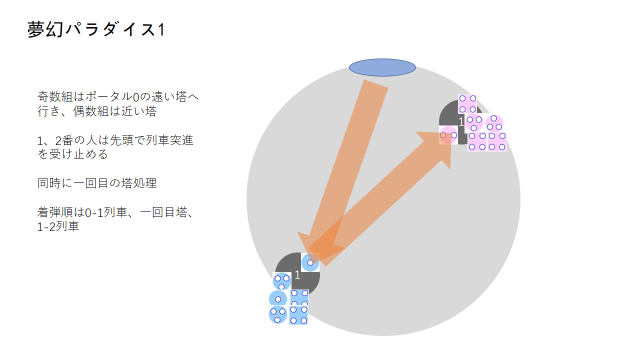 夢幻パラダイス1
奇数組はポータル0の遠い塔へ
行き、偶数組は近い塔
1、2番の人は先頭で列車突進
を受け止める
同時に一回目の塔処理
着弾順は0-1列車、一回目塔、
1-2列車
1
1